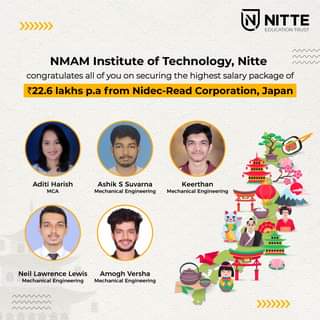 NITTE
EDUCATION TRUST
NMAM Institute of Technology, Nitte
congratulates all of you on securing the highest salary package of
₹22.6 lakhs p.a from Nidec-Read Corporation, Japan
Aditi Harish
MCA
Ashik S Suvarna
Mechanical Engineering
Keerthan
Mechanical Engineering
Neil Lawrence Lewis
Mechanical Engineering
Amogh Versha
Mechanical Engineering